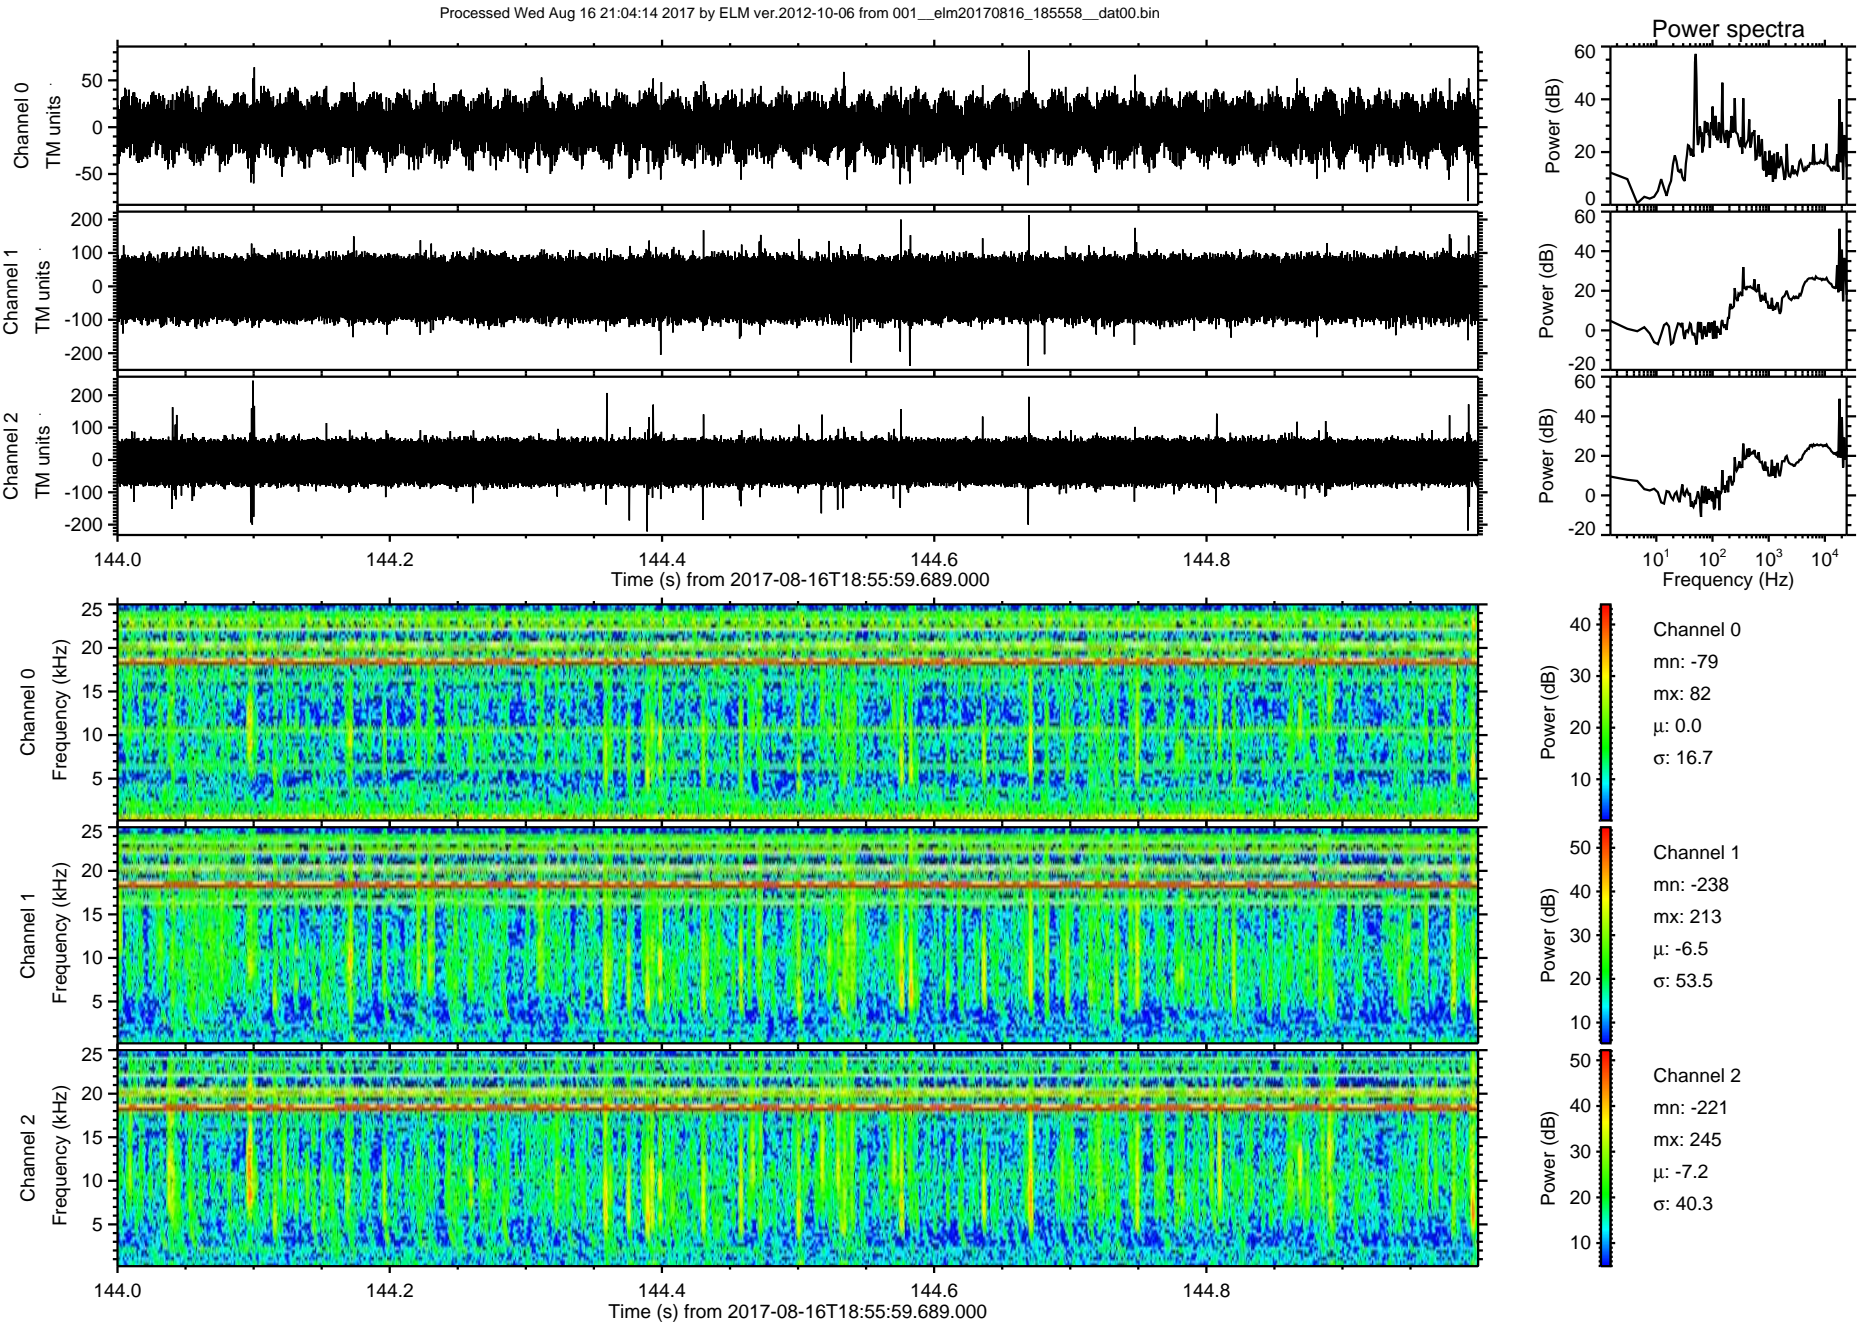 Processed Wed Aug 16 21:04:14 2017 by ELM ver.2012-10-06 from 001__elm20170816_185558__dat00.bin
Power spectra
Channel 0
TM units
50
0
-50
Power (dB)
60
40
20
0
Channel 1
TM units
200
100
0
-100
-200
Power (dB)
60
40
20
0
-20
Channel 2
TM units
200
100
0
-100
-200
Power (dB)
60
40
20
0
-20
144.0 144.2 144.4 144.6 144.8
Time (s) from 2017-08-16T18:55:59.689.000
10^1 10^2 10^3 10^4
Frequency (Hz)
Channel 0
Frequency (kHz)
25
20
15
10
5
Power (dB)
40
30
20
10
Channel 0
mn: -79
mx: 82
μ: 0.0
σ: 16.7
Channel 1
Frequency (kHz)
25
20
15
10
5
Power (dB)
50
40
30
20
10
Channel 1
mn: -238
mx: 213
μ: -6.5
σ: 53.5
Channel 2
Frequency (kHz)
25
20
15
10
5
Power (dB)
50
40
30
20
10
Channel 2
mn: -221
mx: 245
μ: -7.2
σ: 40.3
144.0 144.2 144.4 144.6 144.8
Time (s) from 2017-08-16T18:55:59.689.000